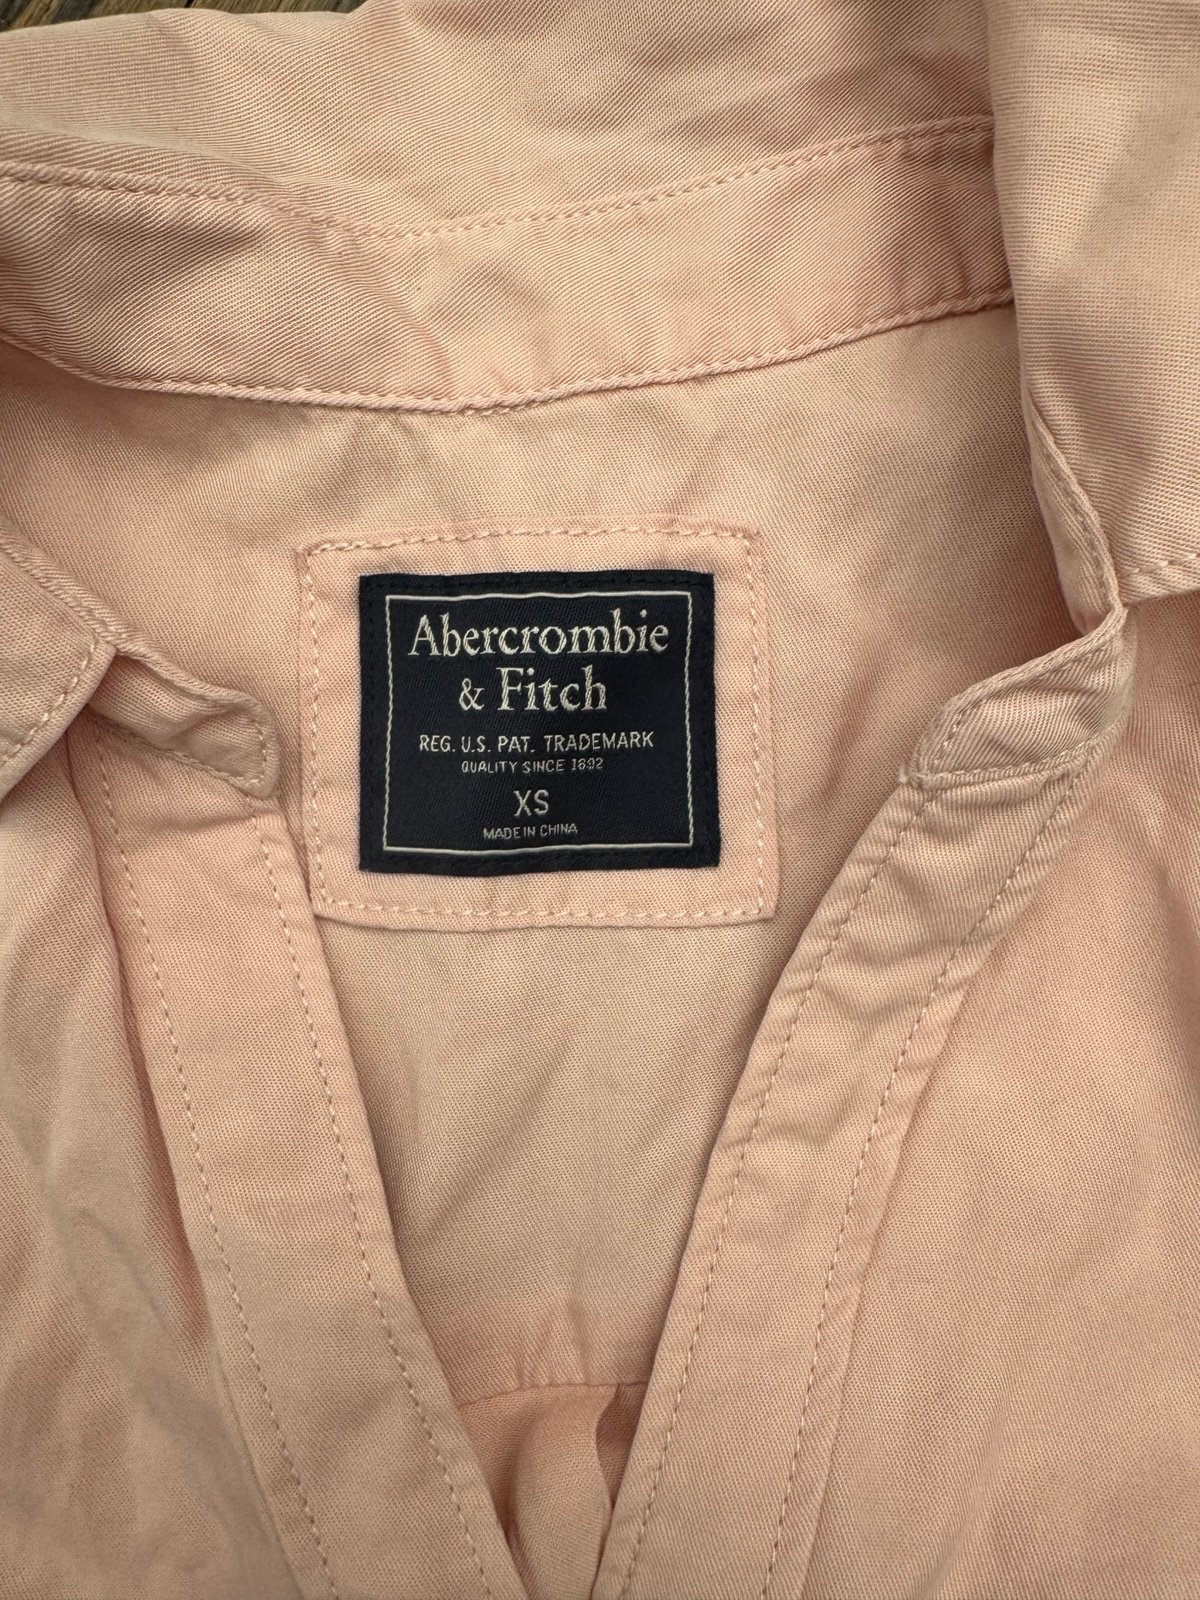 Abercrombie
& Fitch
REG. U.S. PAT. TRADEMARK
QUALITY SINCE 1892
XS
MADE IN CHINA